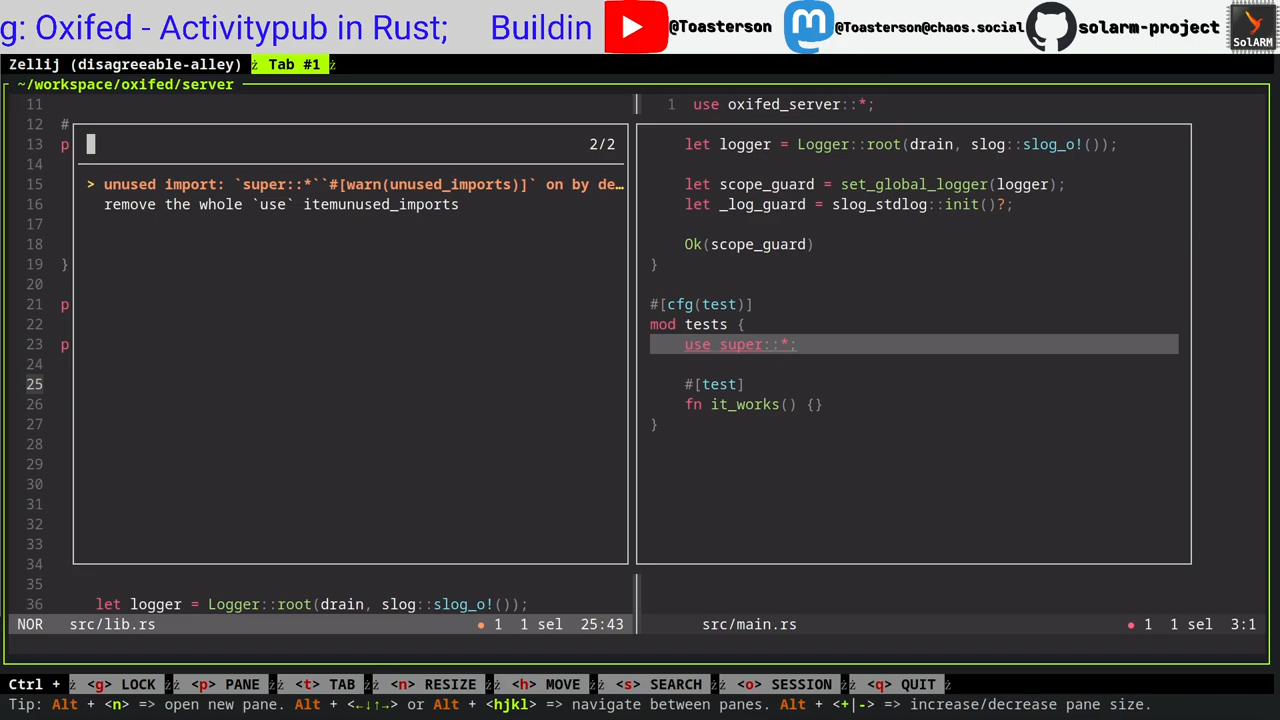 g: Oxifed - Activitypub in Rust;    Buildin
@Toasterson
@Toasterson@chaos.social
solarm-project
SolARM
Zellij (disagreeable-alley)  Tab #1
~/workspace/oxifed/server
11
12 #
13 p
14
15
16
17
18
19 }
20
21 p
22
23 p
24
25
26
27
28
29
30
31
32
33
34
35
36 let logger = Logger::root(drain, slog::slog_o!());
2/2
> unused import: `super::*``#[warn(unused_imports)]` on by de…
remove the whole `use` itemunused_imports
1 use oxifed_server::*;
let logger = Logger::root(drain, slog::slog_o!());
let scope_guard = set_global_logger(logger);
let _log_guard = slog_stdlog::init()?;
Ok(scope_guard)
}
#[cfg(test)]
mod tests {
use super::*;
#[test]
fn it_works() {}
}
NOR src/lib.rs ● 1 1 sel 25:43
src/main.rs ● 1 1 sel 3:1
Ctrl + <g> LOCK <p> PANE <t> TAB <n> RESIZE <h> MOVE <s> SEARCH <o> SESSION <q> QUIT
Tip: Alt + <n> => open new pane. Alt + <←↓↑→> or Alt + <hjkl> => navigate between panes. Alt + <+|-> => increase/decrease pane size.